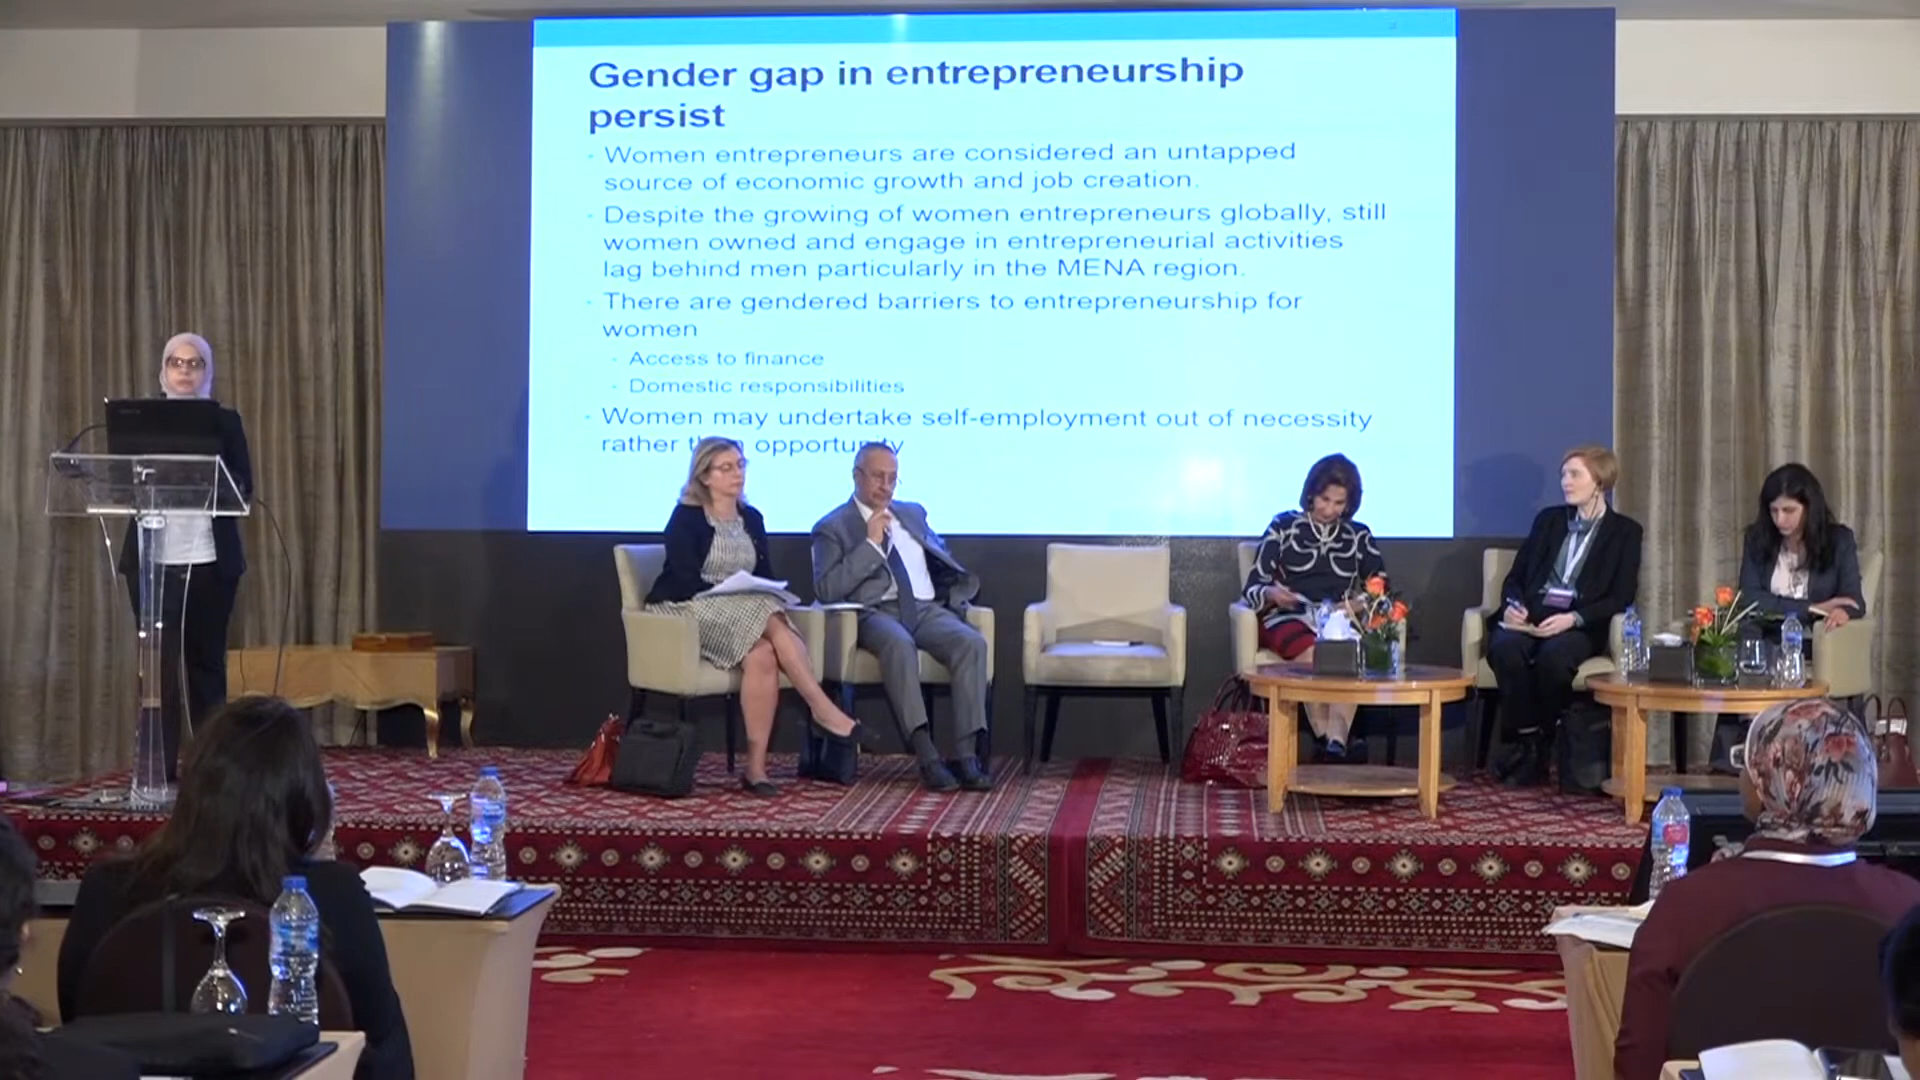 Gender gap in entrepreneurship
persist
- Women entrepreneurs are considered an untapped
source of economic growth and job creation.
- Despite the growing of women entrepreneurs globally, still
women owned and engage in entrepreneurial activities
lag behind men particularly in the MENA region.
- There are gendered barriers to entrepreneurship for
women
- Access to finance
- Domestic responsibilities
- Women may undertake self-employment out of necessity
rather than opportunity